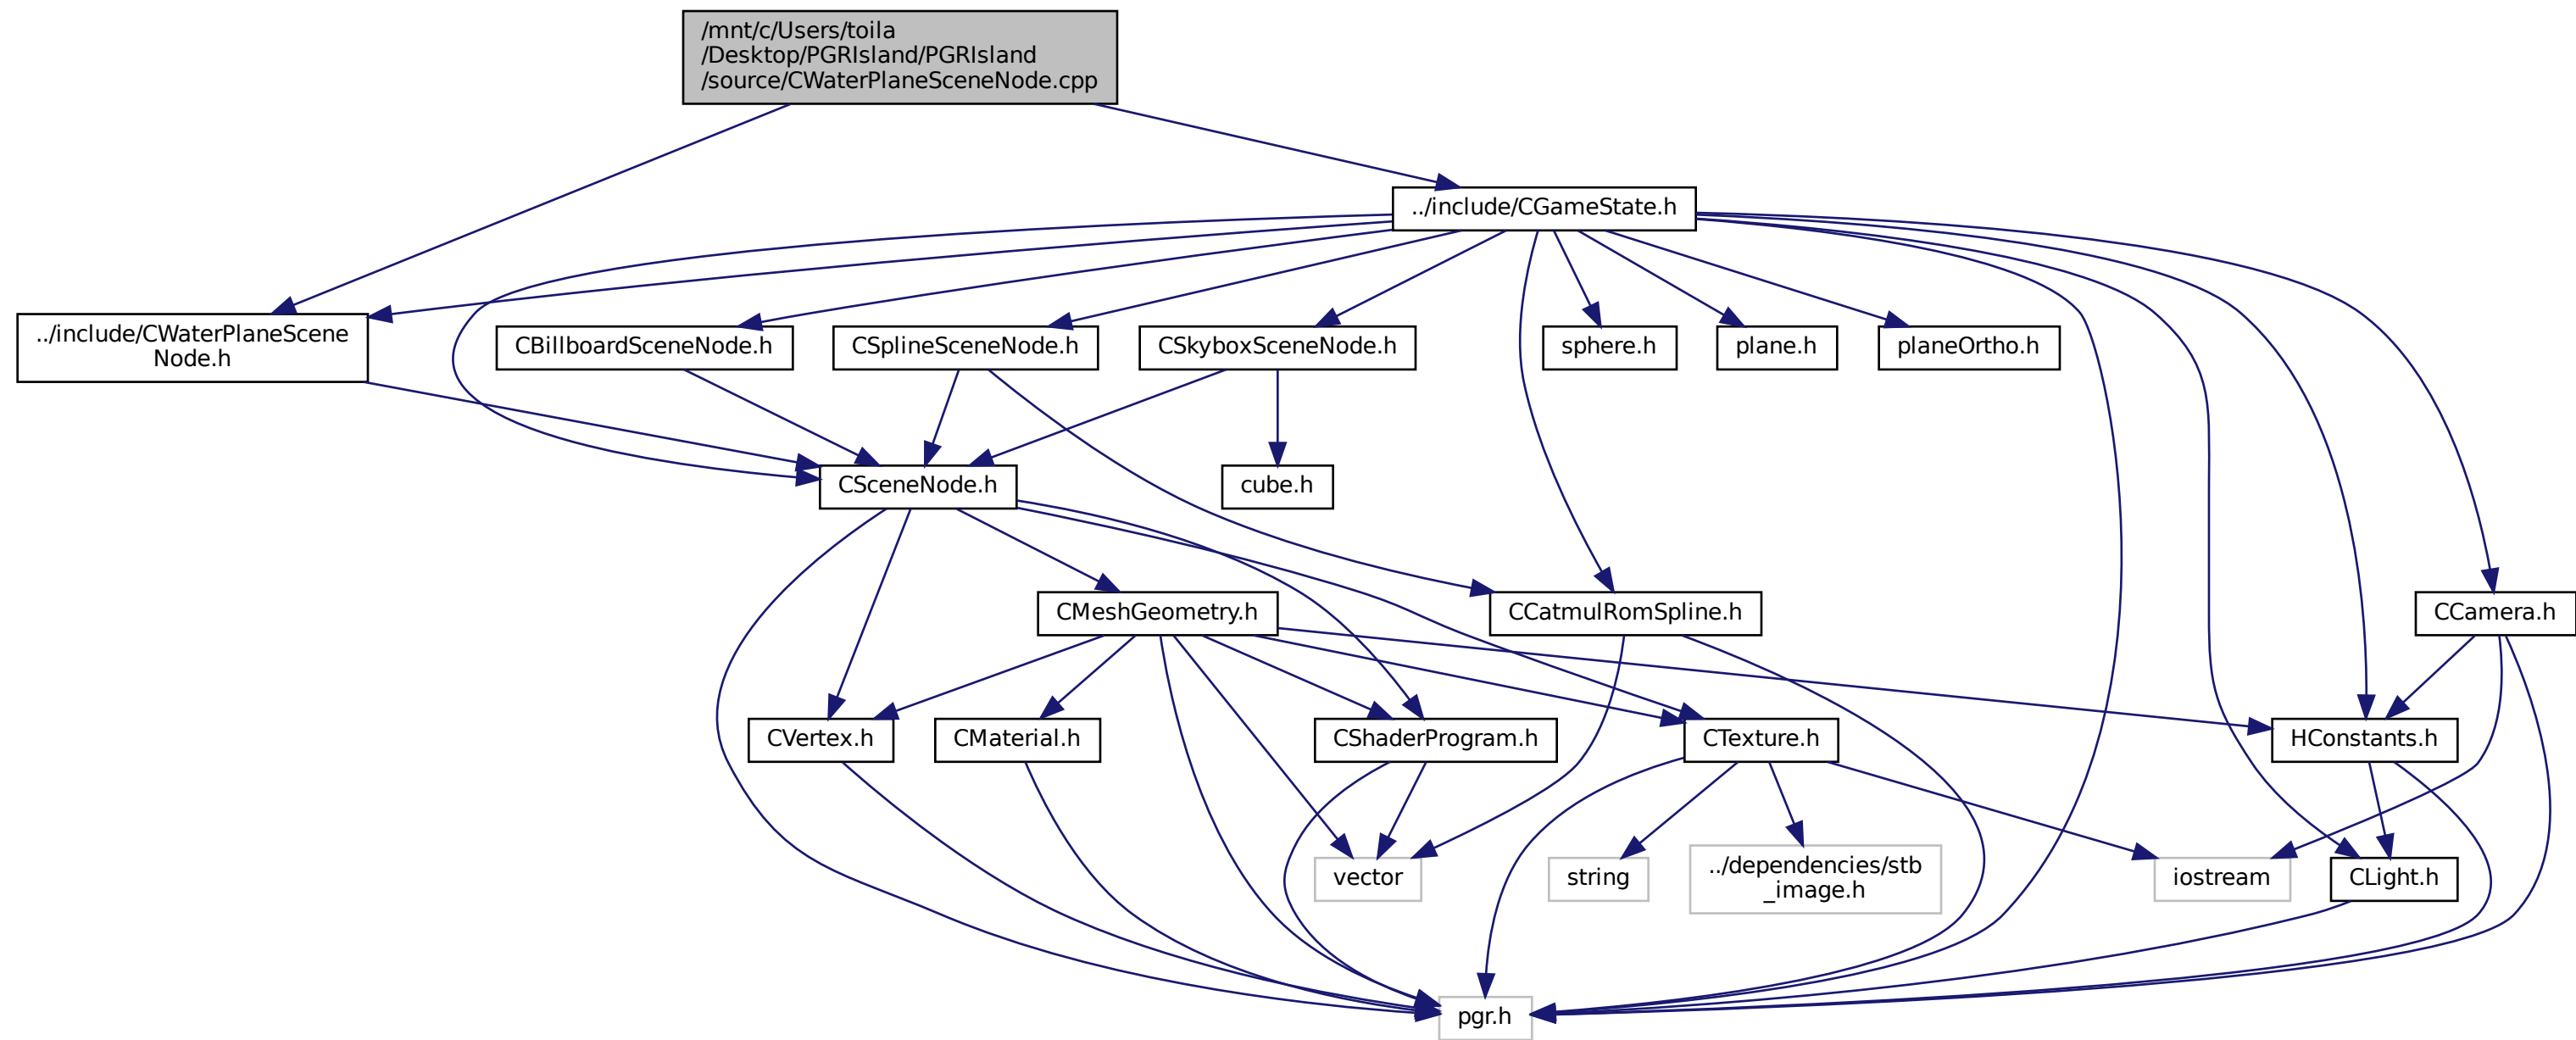 /mnt/c/Users/toila
/Desktop/PGRIsland/PGRIsland
/source/CWaterPlaneSceneNode.cpp
../include/CGameState.h
../include/CWaterPlaneScene
Node.h
CBillboardSceneNode.h
CSplineSceneNode.h
CSkyboxSceneNode.h
sphere.h
plane.h
planeOrtho.h
CSceneNode.h
cube.h
CMeshGeometry.h
CCatmulRomSpline.h
CCamera.h
CVertex.h
CMaterial.h
CShaderProgram.h
CTexture.h
HConstants.h
vector
string
../dependencies/stb
_image.h
iostream
CLight.h
pgr.h